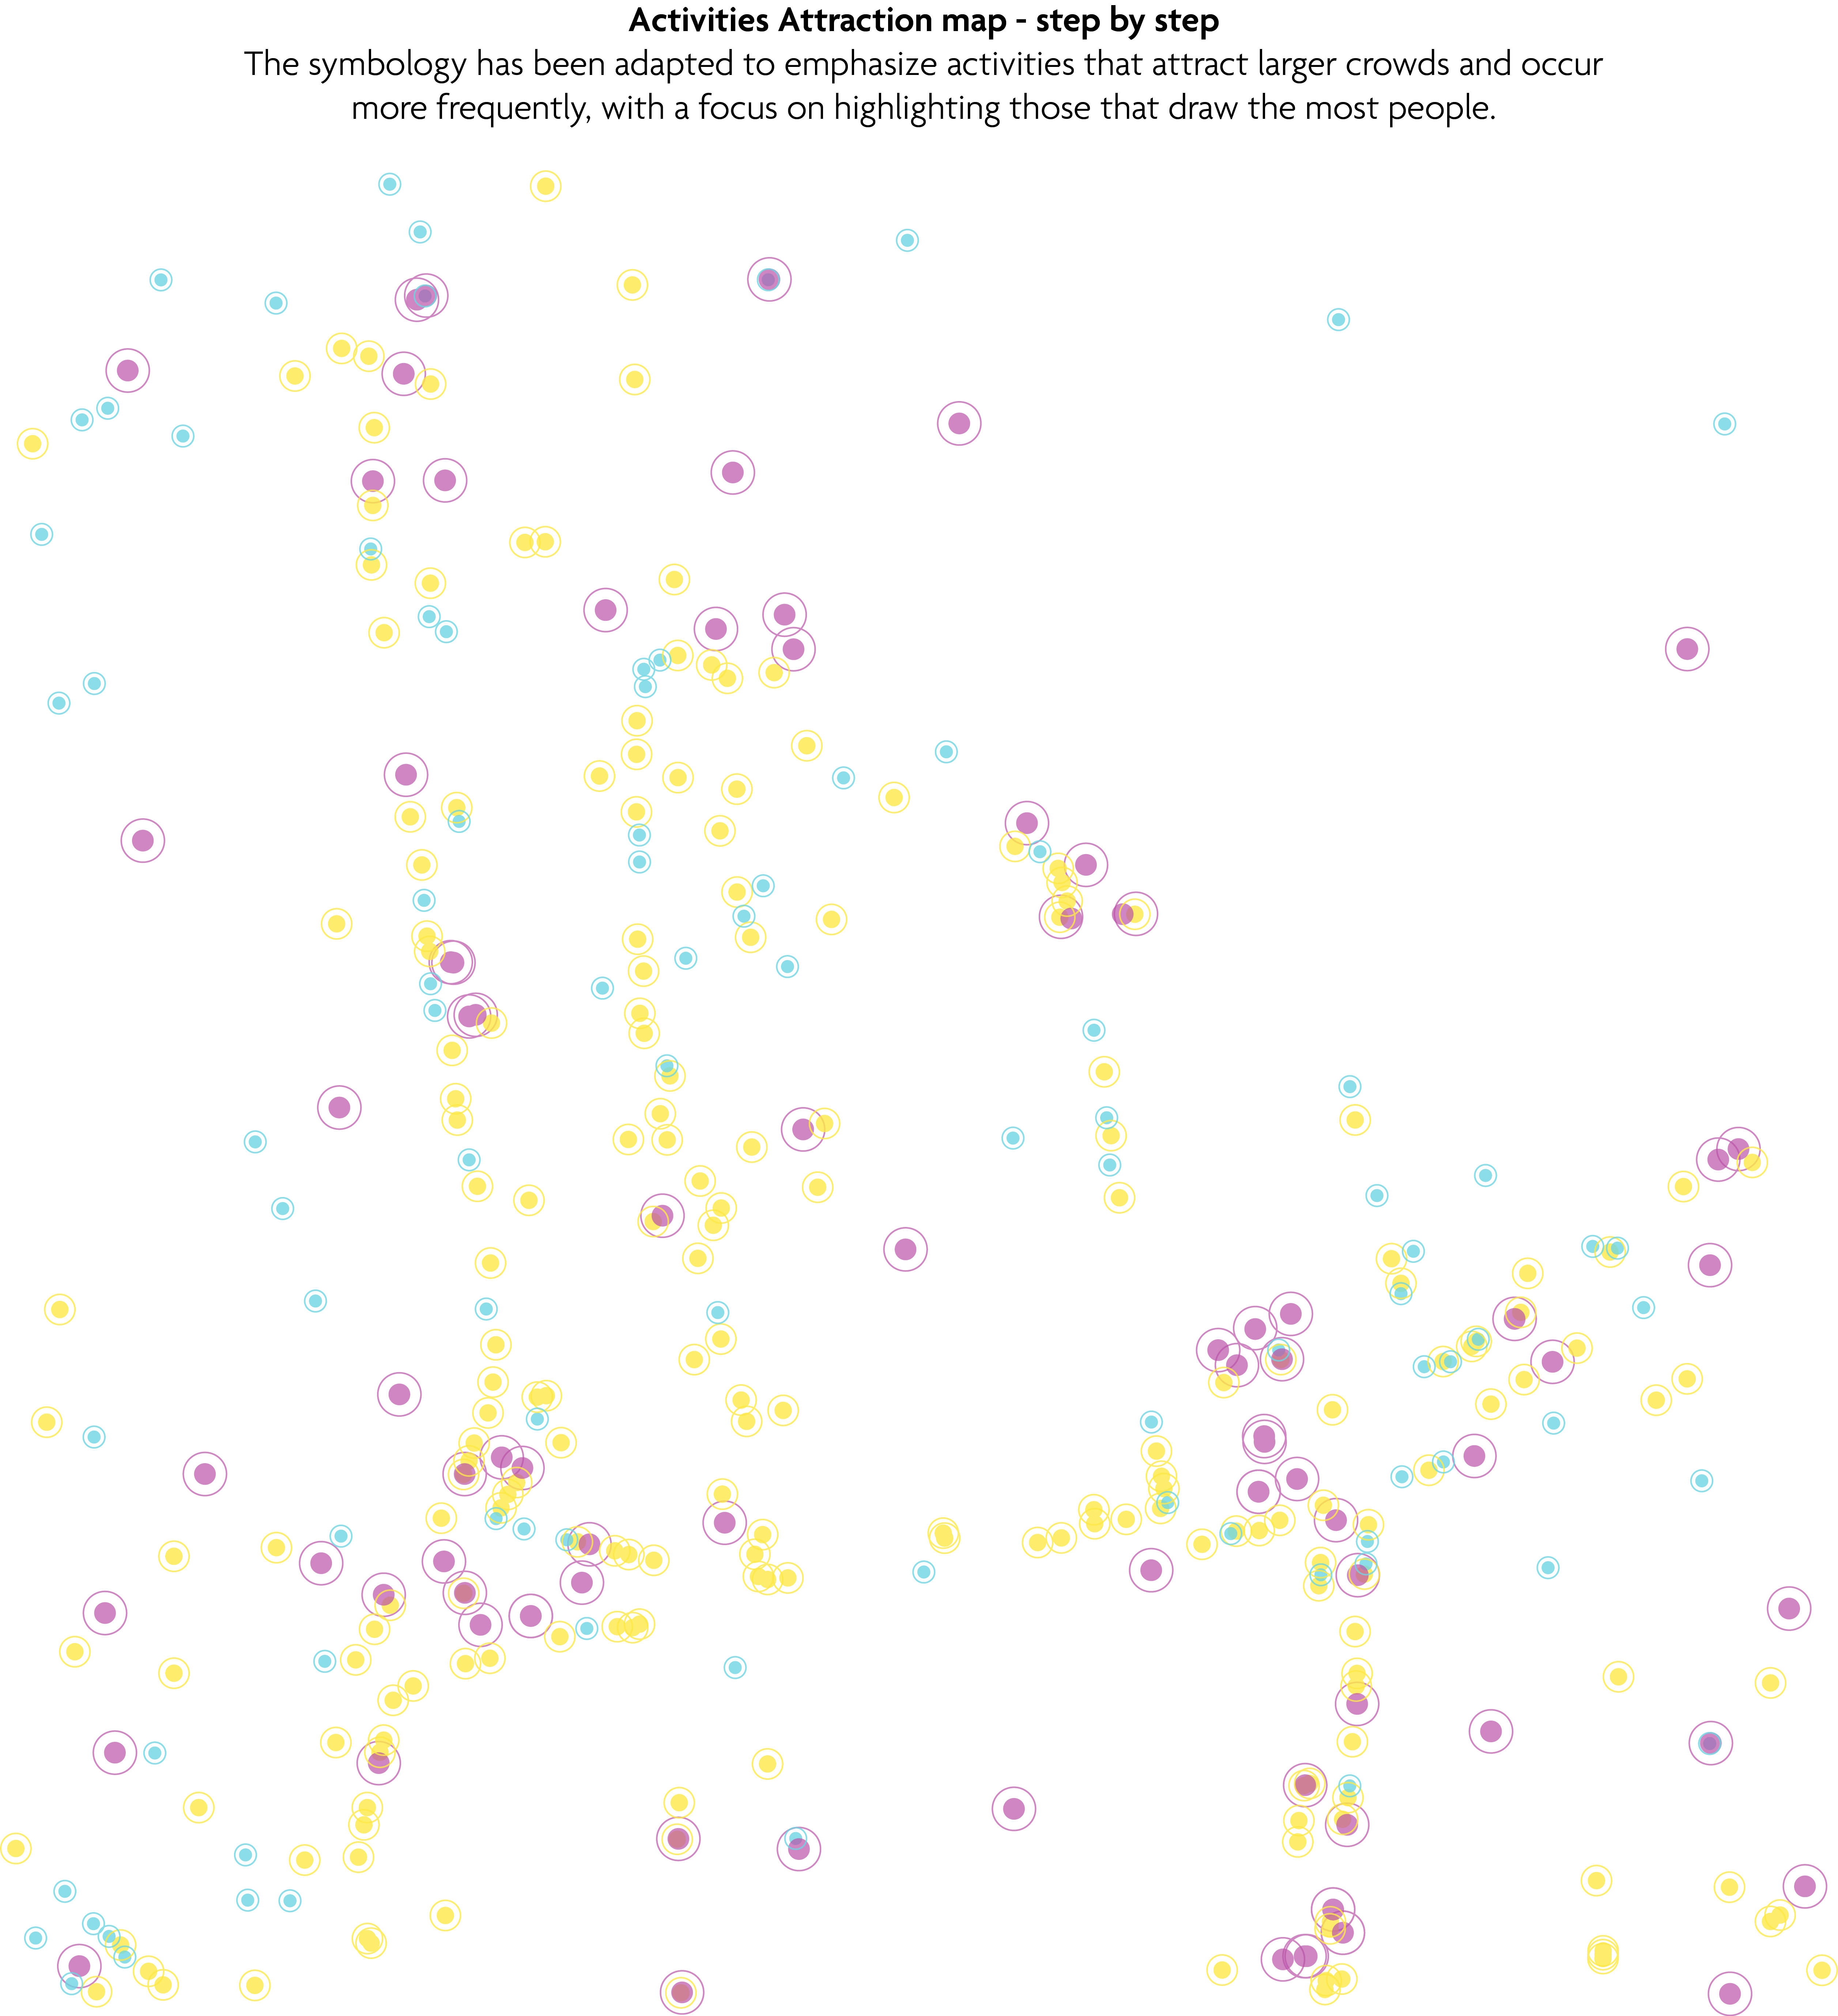 Activities Attraction map - step by step
The symbology has been adapted to emphasize activities that attract larger crowds and occur
more frequently, with a focus on highlighting those that draw the most people.